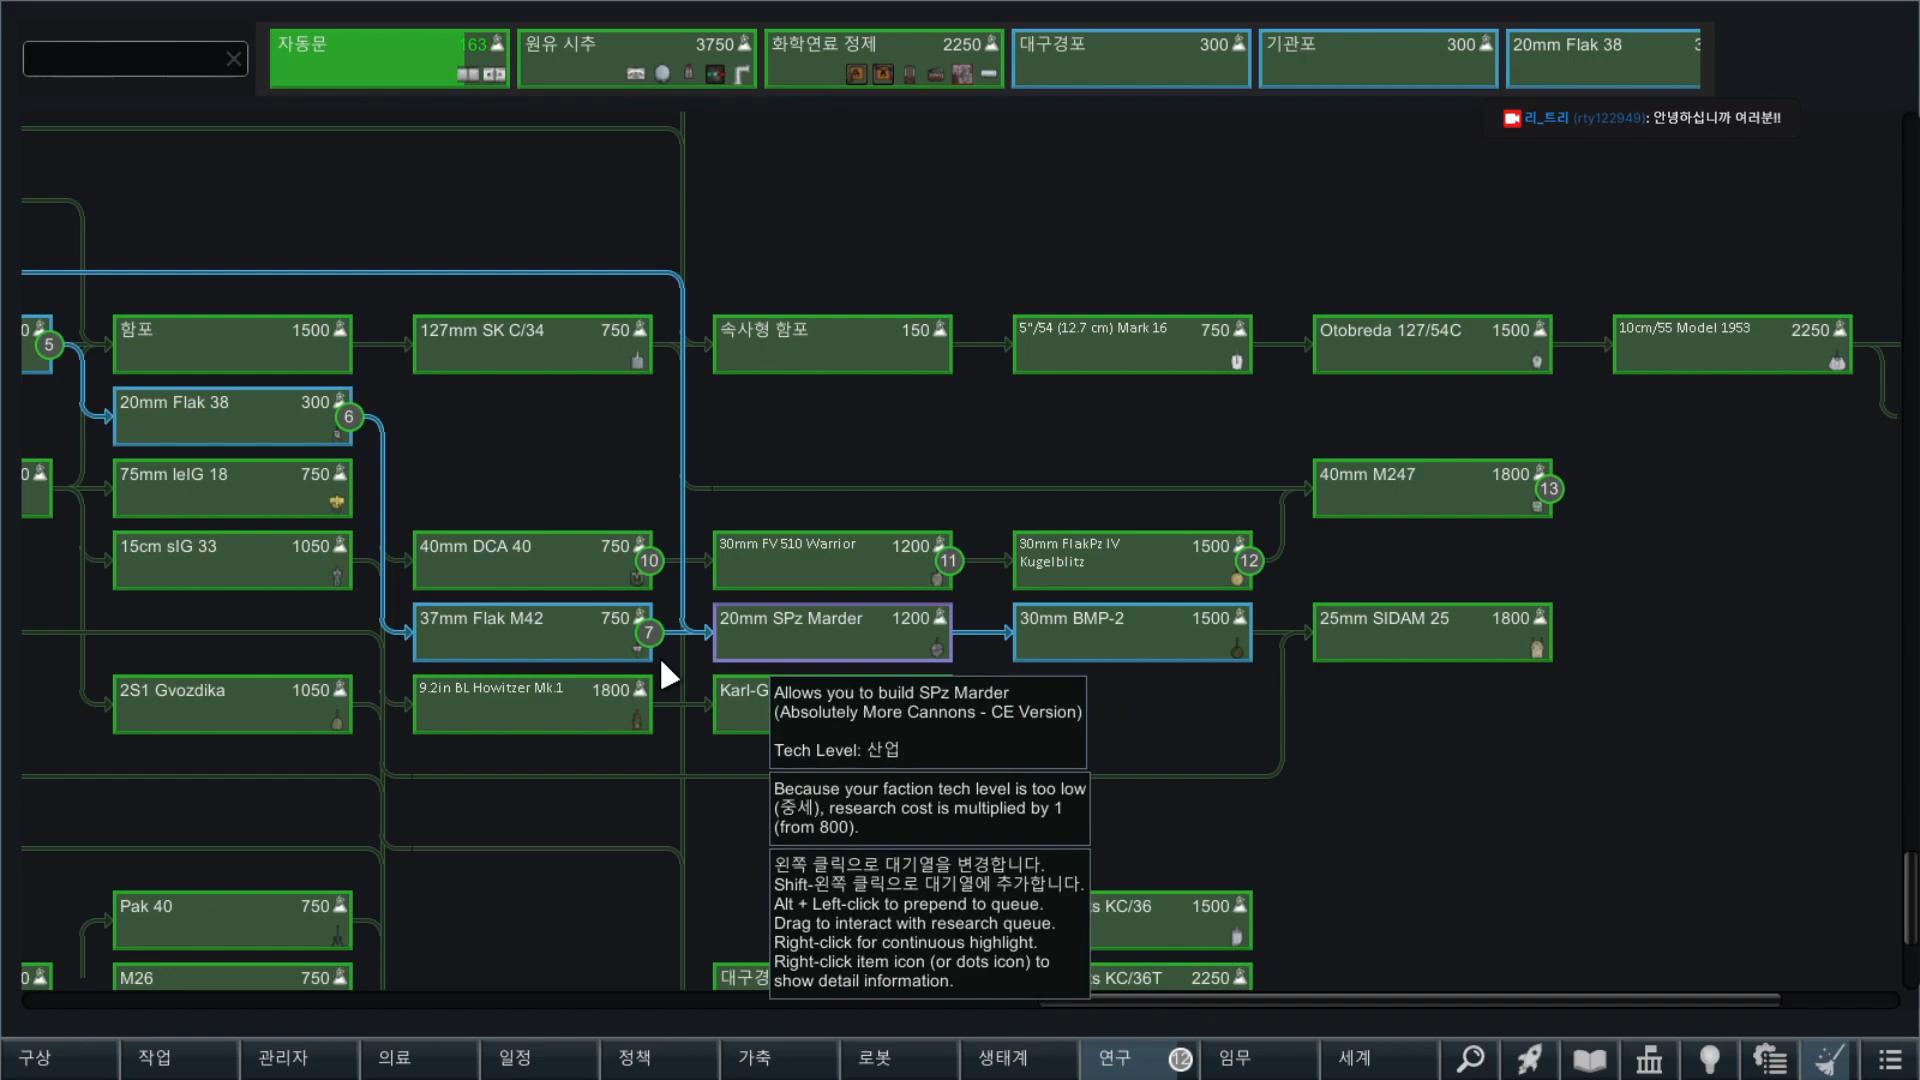 자동문 163
원유 시추 3750
화학연료 정제 2250
대구경포 300
기관포 300
20mm Flak 38
리_트리 (rty122949): 안녕하십니까 여러분!!
함포 1500
127mm SK C/34 750
속사형 함포 150
5"/54 (12.7 cm) Mark 16 750
Otobreda 127/54C 1500
10cm/55 Model 1953 2250
5
20mm Flak 38 300
6
75mm leIG 18 750
40mm M247 1800
13
15cm sIG 33 1050
40mm DCA 40 750
10
30mm FV510 Warrior 1200
11
30mm FlakPz IV
Kugelblitz 1500
12
37mm Flak M42 750
7
20mm SPz Marder 1200
30mm BMP-2 1500
25mm SIDAM 25 1800
2S1 Gvozdika 1050
9.2in BL Howitzer Mk.1 1800
Karl-G
Allows you to build SPz Marder
(Absolutely More Cannons - CE Version)
Tech Level: 산업
Because your faction tech level is too low
(중세), research cost is multiplied by 1
(from 800).
왼쪽 클릭으로 대기열을 변경합니다.
Shift-왼쪽 클릭으로 대기열에 추가합니다.
Alt + Left-click to prepend to queue.
Drag to interact with research queue.
Right-click for continuous highlight.
Right-click item icon (or dots icon) to
show detail information.
Pak 40 750
s KC/36 1500
M26 750
대구경
s KC/36T 2250
구상 작업 관리자 의료 일정 정책 가축 로봇 생태계 연구 12 임무 세계